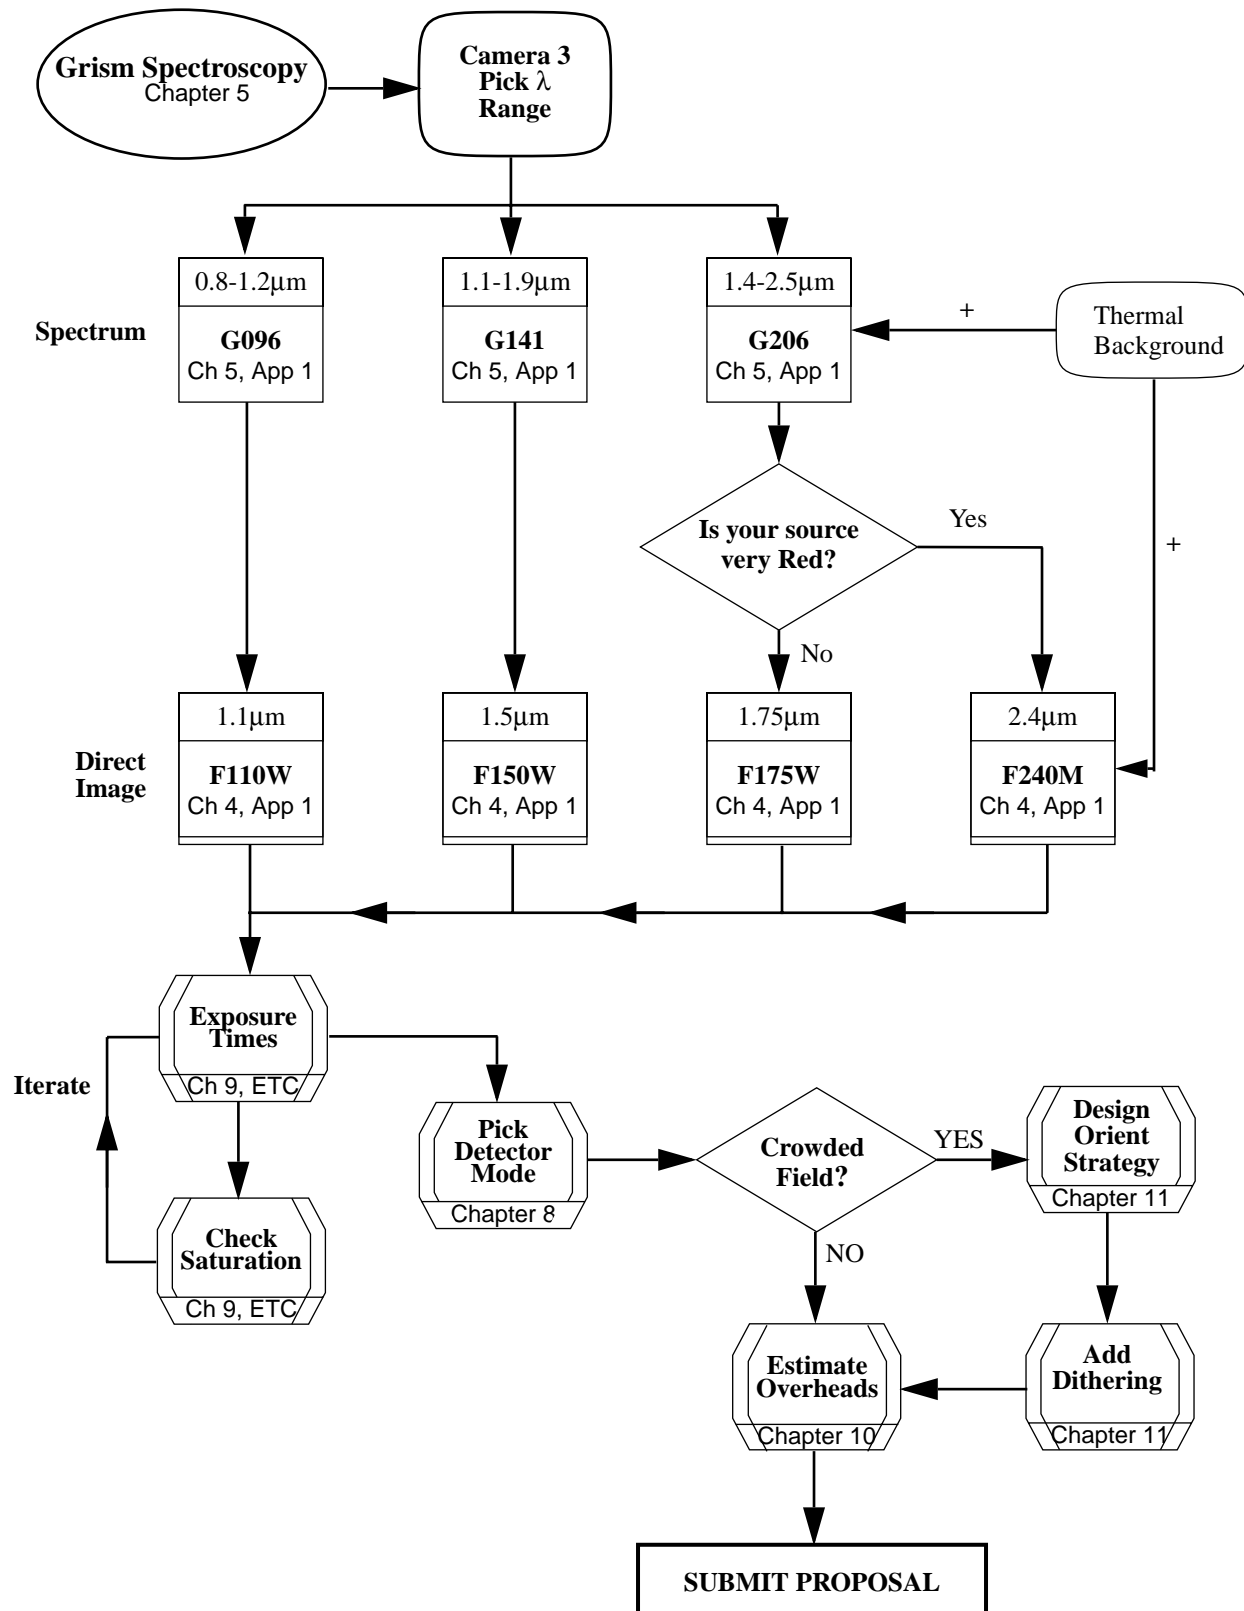 Grism Spectroscopy
Chapter 5
Camera 3
Pick λ
Range
0.8-1.2μm
1.1-1.9μm
1.4-2.5μm
Spectrum
G096
Ch 5, App 1
G141
Ch 5, App 1
G206
Ch 5, App 1
+
Thermal
Background
Is your source
very Red?
Yes
+
No
1.1μm
1.5μm
1.75μm
2.4μm
Direct
Image
F110W
Ch 4, App 1
F150W
Ch 4, App 1
F175W
Ch 4, App 1
F240M
Ch 4, App 1
Exposure
Times
Ch 9, ETC
Iterate
Pick
Detector
Mode
Chapter 8
Crowded
Field?
YES
Design
Orient
Strategy
Chapter 11
Check
Saturation
Ch 9, ETC
NO
Estimate
Overheads
Chapter 10
Add
Dithering
Chapter 11
SUBMIT PROPOSAL